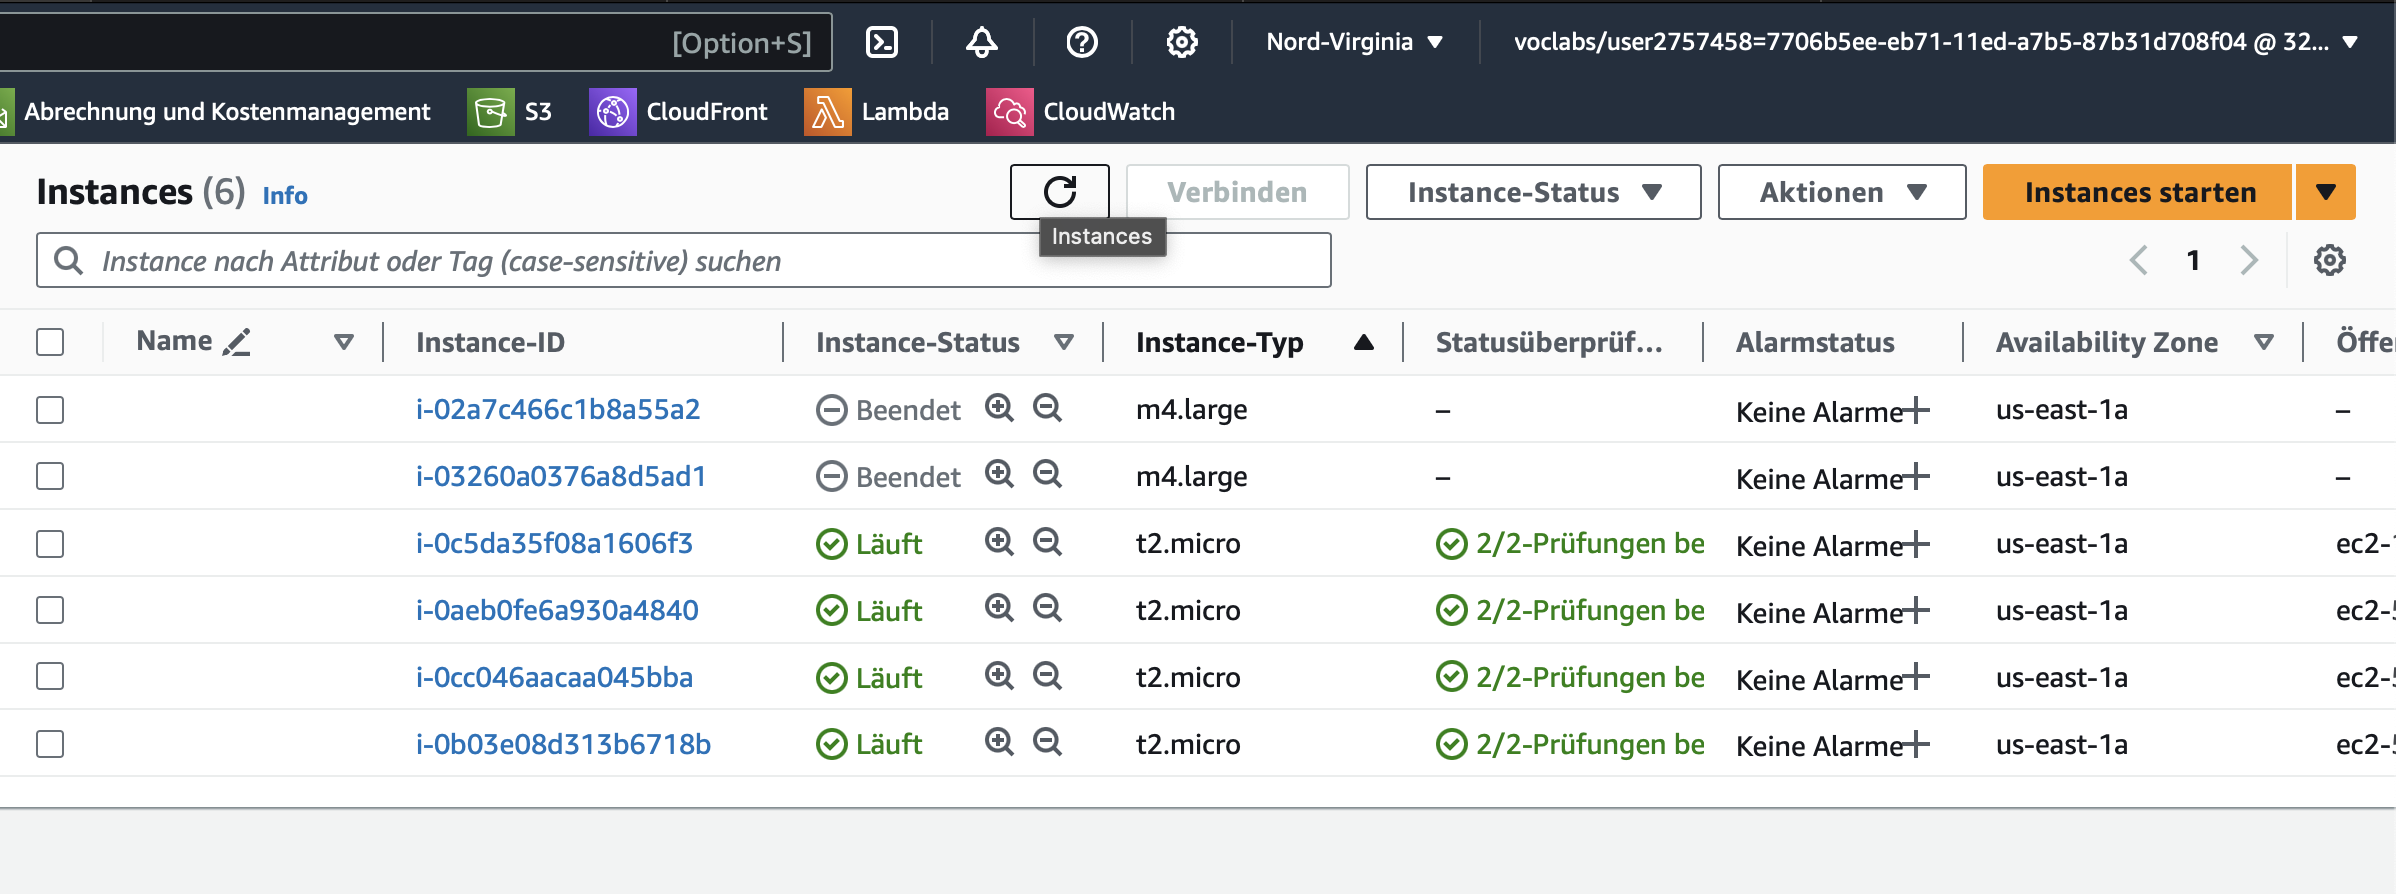 [Option+S] Nord-Virginia voclabs/user2757458=7706b5ee-eb71-11ed-a7b5-87b31d708f04 @ 32...
Abrechnung und Kostenmanagement S3 CloudFront Lambda CloudWatch
Instances (6) Info Verbinden Instance-Status Aktionen Instances starten
Instances
Instance nach Attribut oder Tag (case-sensitive) suchen 1
Name Instance-ID Instance-Status Instance-Typ Statusüberprüf... Alarmstatus Availability Zone Öffe
i-02a7c466c1b8a55a2 Beendet m4.large – Keine Alarme us-east-1a –
i-03260a0376a8d5ad1 Beendet m4.large – Keine Alarme us-east-1a –
i-0c5da35f08a1606f3 Läuft t2.micro 2/2-Prüfungen be Keine Alarme us-east-1a ec2-
i-0aeb0fe6a930a4840 Läuft t2.micro 2/2-Prüfungen be Keine Alarme us-east-1a ec2-5
i-0cc046aacaa045bba Läuft t2.micro 2/2-Prüfungen be Keine Alarme us-east-1a ec2-5
i-0b03e08d313b6718b Läuft t2.micro 2/2-Prüfungen be Keine Alarme us-east-1a ec2-5